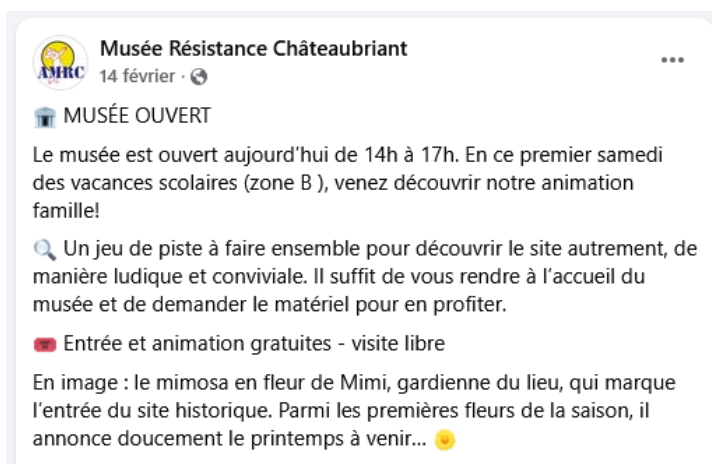 AMRC
Musée Résistance Châteaubriant
14 février ·
MUSÉE OUVERT
Le musée est ouvert aujourd'hui de 14h à 17h. En ce premier samedi
des vacances scolaires (zone B ), venez découvrir notre animation
famille!
Un jeu de piste à faire ensemble pour découvrir le site autrement, de
manière ludique et conviviale. Il suffit de vous rendre à l'accueil du
musée et de demander le matériel pour en profiter.
Entrée et animation gratuites - visite libre
En image : le mimosa en fleur de Mimi, gardienne du lieu, qui marque
l'entrée du site historique. Parmi les premières fleurs de la saison, il
annonce doucement le printemps à venir...